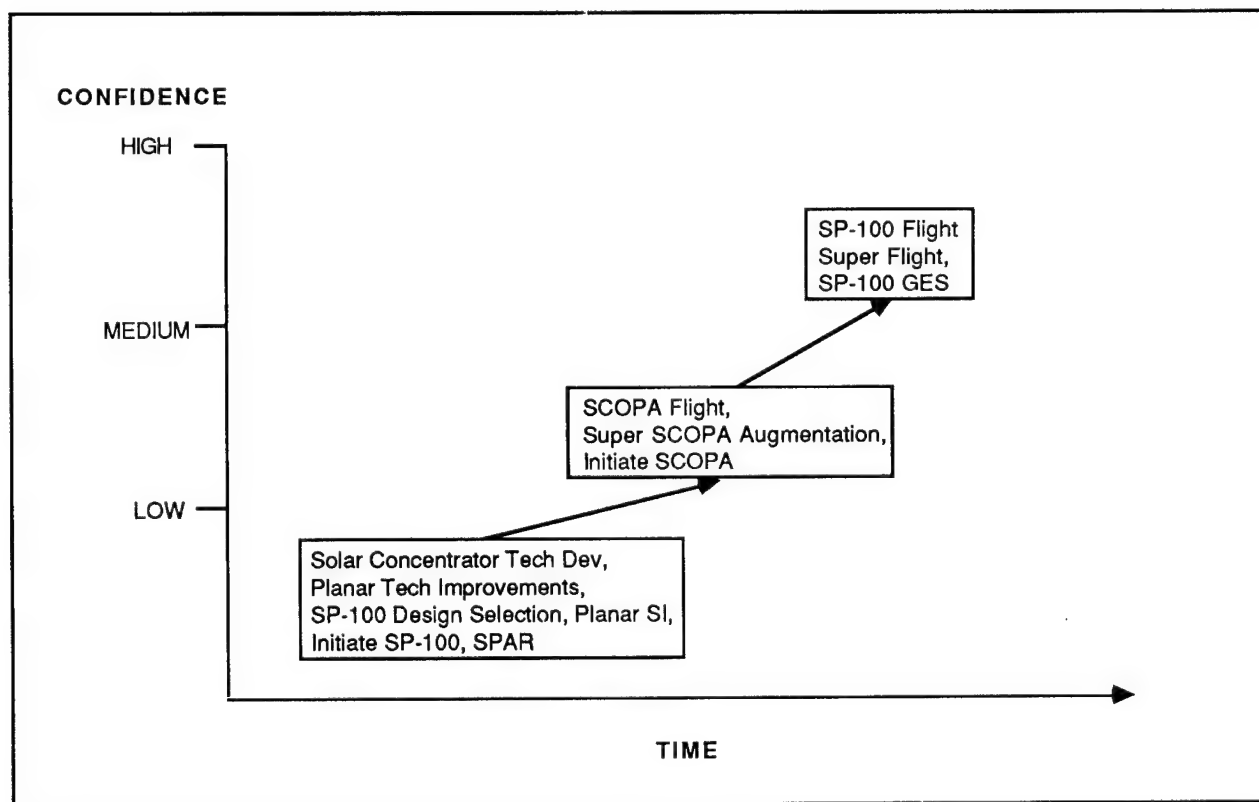 CONFIDENCE
HIGH
SP-100 Flight
Super Flight,
SP-100 GES
MEDIUM
SCOPA Flight,
Super SCOPA Augmentation,
Initiate SCOPA
LOW
Solar Concentrator Tech Dev,
Planar Tech Improvements,
SP-100 Design Selection, Planar SI,
Initiate SP-100, SPAR
TIME